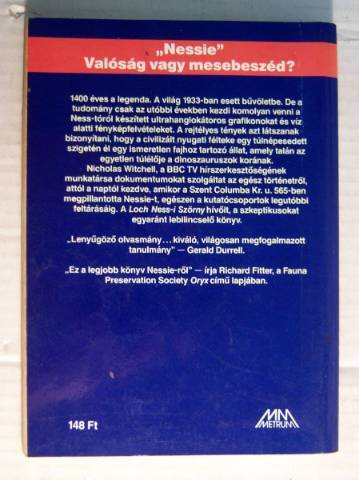 „Nessie”
Valóság vagy mesebeszéd?
1400 éves a legenda. A világ 1933-ban esett bűvöletbe. De a
tudomány csak az utóbbi években kezdi komolyan venni a
Ness-tóról készített ultrahanglokátoros grafikonokat és víz
alatti fényképfelvételeket. A rejtélyes tények azt látszanak
bizonyítani, hogy a civilizált nyugati félteke egy túlnépesedett
szigetén él egy ismeretlen fajhoz tartozó állat, amely talán az
egyetlen túlélője a dinoszauruszok korának.
Nicholas Witchell, a BBC TV hírszerkesztőségének
munkatársa dokumentumokat szolgáltat az egész történetről,
attól a naptól kezdve, amikor a Szent Columba Kr. u. 565-ben
megpillantotta Nessie-t, egészen a kutatócsoportok legutóbbi
feltárásáig. A Loch Ness-i Szörny hívőit, a szkeptikusokat
egyaránt lebilincselő könyv.
„Lenyűgöző olvasmány... kiváló, világosan megfogalmazott
tanulmány” — Gerald Durrell.
„Ez a legjobb könyv Nessie-ről” — írja Richard Fitter, a Fauna
Preservation Society Oryx című lapjában.
148 Ft
METRUM